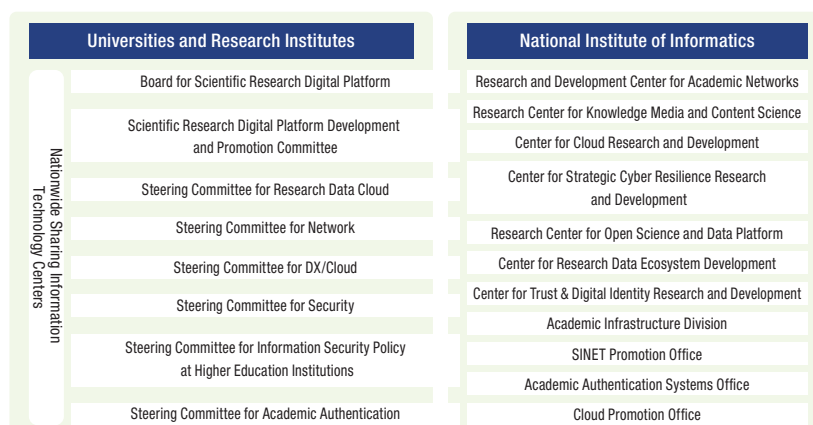 Universities and Research Institutes
Nationwide Sharing Information
Technology Centers
Board for Scientific Research Digital Platform
Scientific Research Digital Platform Development
and Promotion Committee
Steering Committee for Research Data Cloud
Steering Committee for Network
Steering Committee for DX/Cloud
Steering Committee for Security
Steering Committee for Information Security Policy
at Higher Education Institutions
Steering Committee for Academic Authentication
National Institute of Informatics
Research and Development Center for Academic Networks
Research Center for Knowledge Media and Content Science
Center for Cloud Research and Development
Center for Strategic Cyber Resilience Research
and Development
Research Center for Open Science and Data Platform
Center for Research Data Ecosystem Development
Center for Trust & Digital Identity Research and Development
Academic Infrastructure Division
SINET Promotion Office
Academic Authentication Systems Office
Cloud Promotion Office